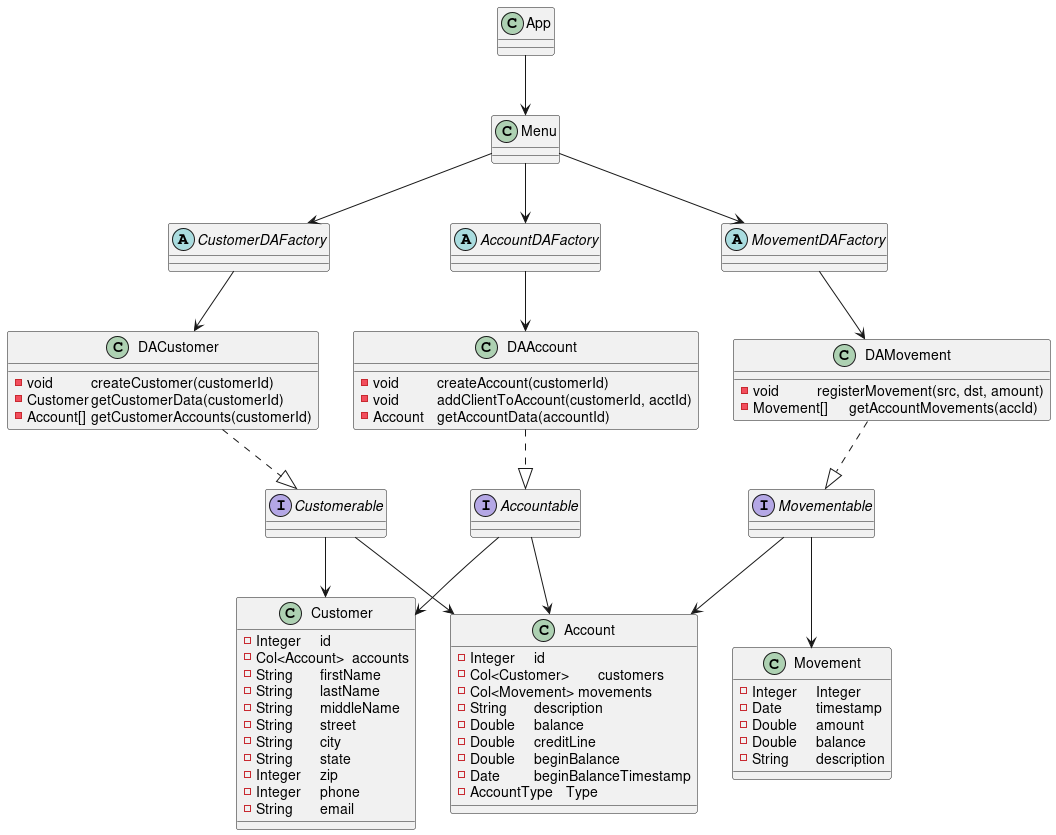 C App
C Menu
A CustomerDAFactory
A AccountDAFactory
A MovementDAFactory
C DACustomer
void createCustomer(customerId)
Customer getCustomerData(customerId)
Account[] getCustomerAccounts(customerId)
C DAAccount
void createAccount(customerId)
void addClientToAccount(customerId, acctId)
Account getAccountData(accountId)
C DAMovement
void registerMovement(src, dst, amount)
Movement[] getAccountMovements(accId)
I Customerable
I Accountable
I Movementable
C Customer
Integer id
Col<Account> accounts
String firstName
String lastName
String middleName
String street
String city
String state
Integer zip
Integer phone
String email
C Account
Integer id
Col<Customer> customers
Col<Movement> movements
String description
Double balance
Double creditLine
Double beginBalance
Date beginBalanceTimestamp
AccountType Type
C Movement
Integer Integer
Date timestamp
Double amount
Double balance
String description